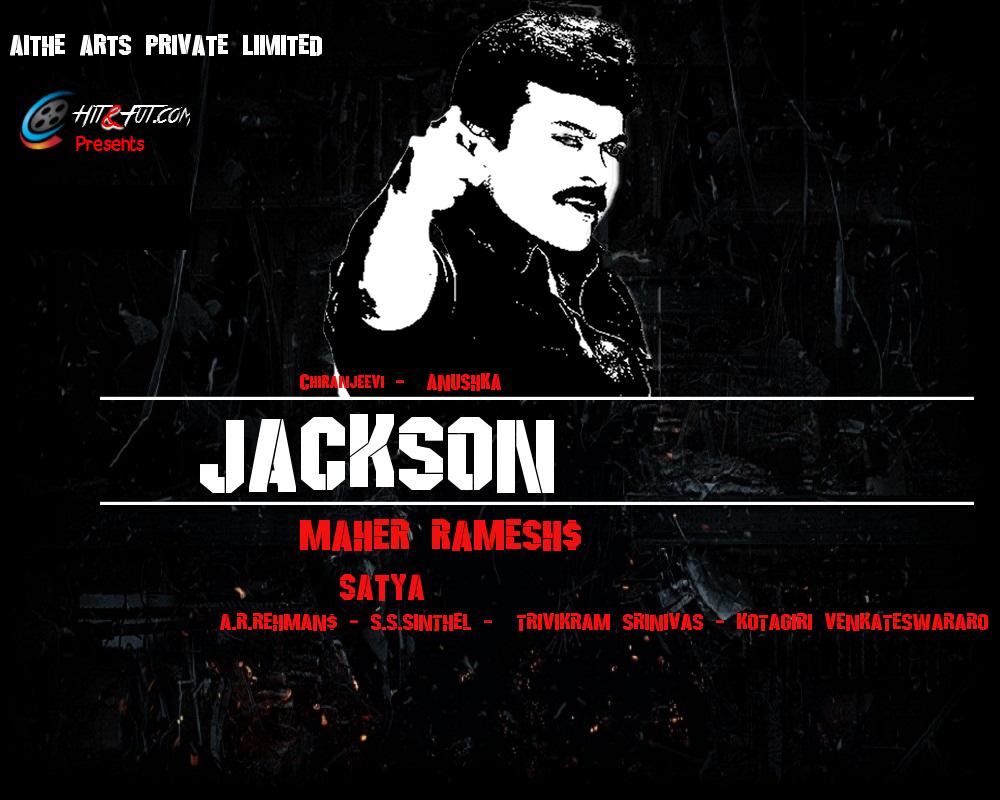 AITHE ARTS PRIVATE LIIMITED
HIT&FUT.COM
Presents
CHIRANJEEVI - ANUSHKA
JACKSON
MAHER RAMESH$
SATYA
A.R.REHMAN$ - S.S.SINTHEL - TRIVIKRAM SRINIVAS - KOTAGIRI VENKATESWARARO